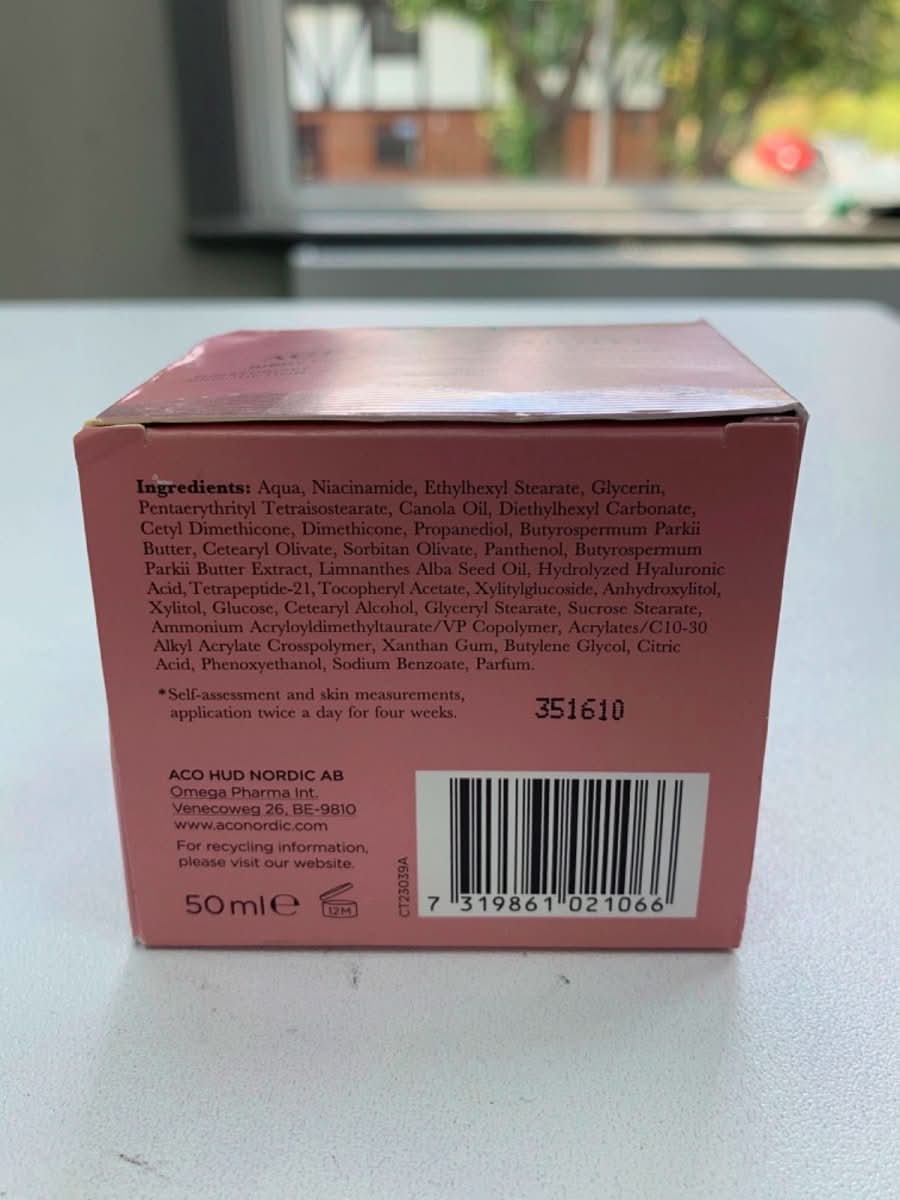 Ingredients: Aqua, Niacinamide, Ethylhexyl Stearate, Glycerin,
Pentaerythrityl Tetraisostearate, Canola Oil, Diethylhexyl Carbonate,
Cetyl Dimethicone, Dimethicone, Propanediol, Butyrospermum Parkii
Butter, Cetearyl Olivate, Sorbitan Olivate, Panthenol, Butyrospermum
Parkii Butter Extract, Limnanthes Alba Seed Oil, Hydrolyzed Hyaluronic
Acid, Tetrapeptide-21, Tocopheryl Acetate, Xylitylglucoside, Anhydroxylitol,
Xylitol, Glucose, Cetearyl Alcohol, Glyceryl Stearate, Sucrose Stearate,
Ammonium Acryloyldimethyltaurate/VP Copolymer, Acrylates/C10-30
Alkyl Acrylate Crosspolymer, Xanthan Gum, Butylene Glycol, Citric
Acid, Phenoxyethanol, Sodium Benzoate, Parfum.
*Self-assessment and skin measurements,
application twice a day for four weeks.
351610
ACO HUD NORDIC AB
Omega Pharma Int.
Venecoweg 26, BE-9810
www.aconordic.com
For recycling information,
please visit our website.
50ml℮
12M
CT23039A
7 319861 021066